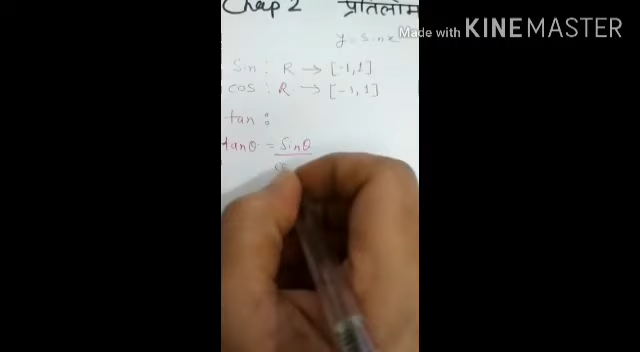 Chap 2 प्रतिलोम
y = Sin x
Made with KINEMASTER
Sin : R → [-1,1]
cos : R → [-1,1]
tan :
tanθ = Sinθ